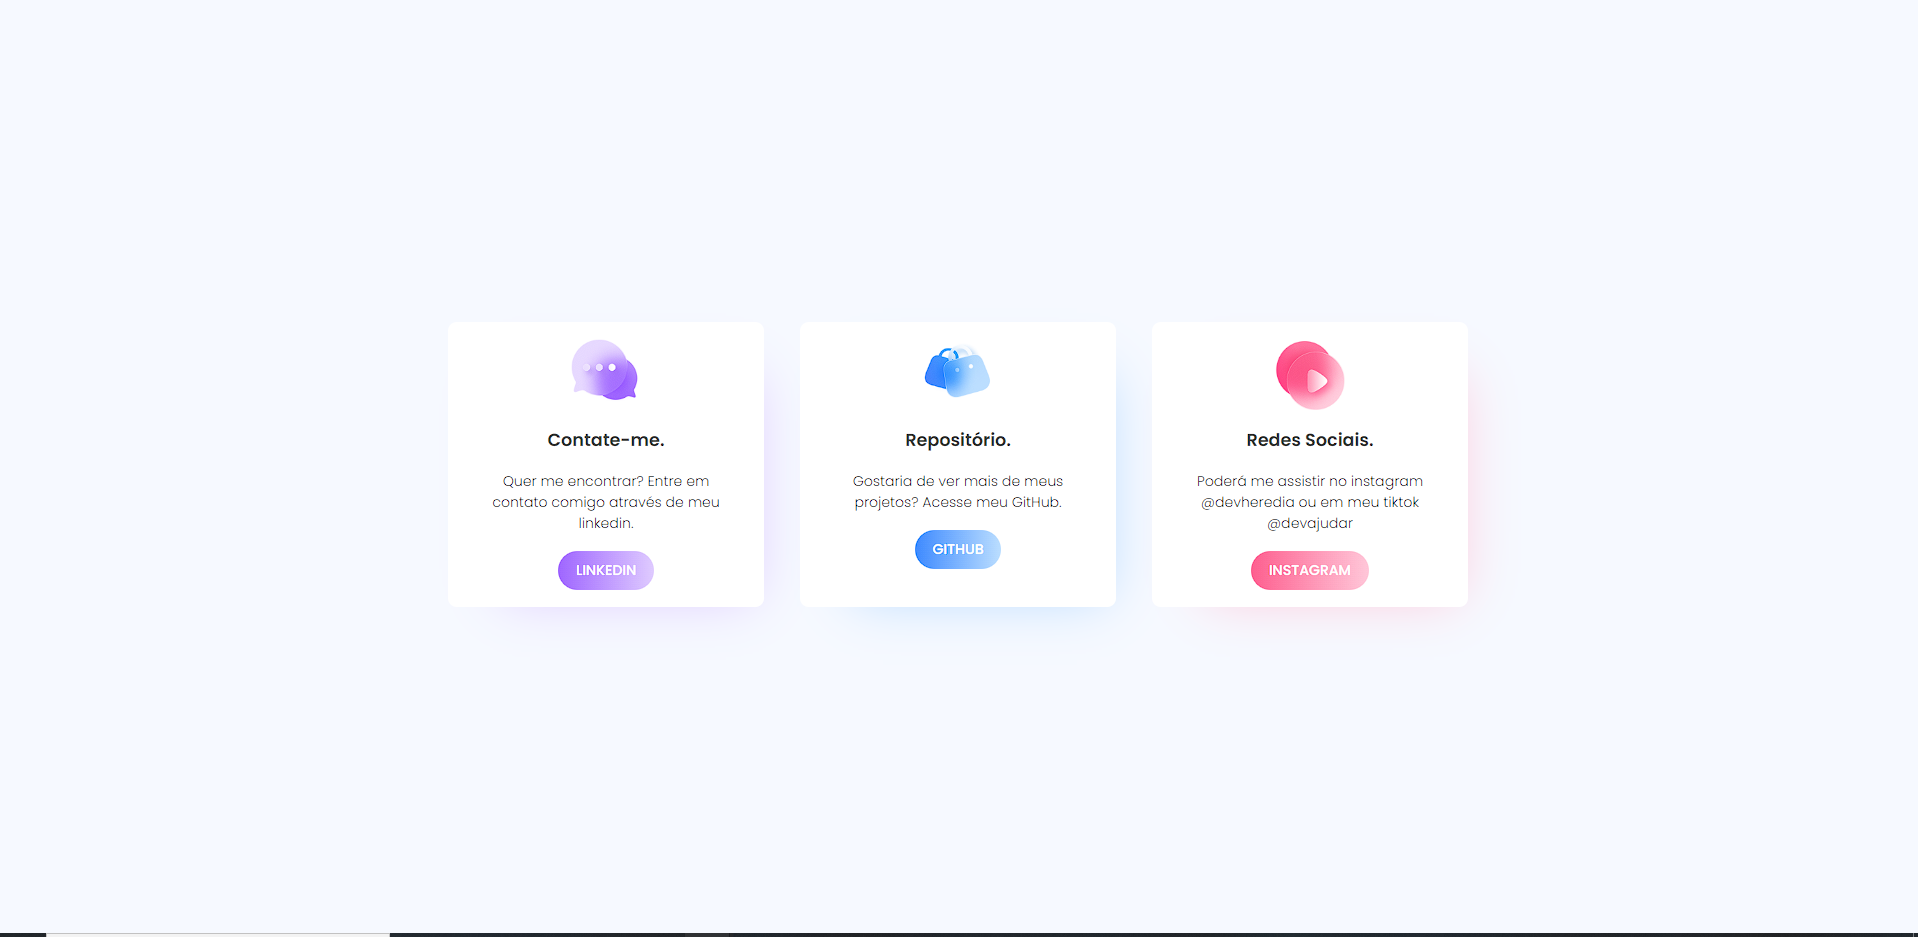 Contate-me.
Quer me encontrar? Entre em
contato comigo através de meu
linkedin.
LINKEDIN
Repositório.
Gostaria de ver mais de meus
projetos? Acesse meu GitHub.
GITHUB
Redes Sociais.
Poderá me assistir no instagram
@devheredia ou em meu tiktok
@devajudar
INSTAGRAM